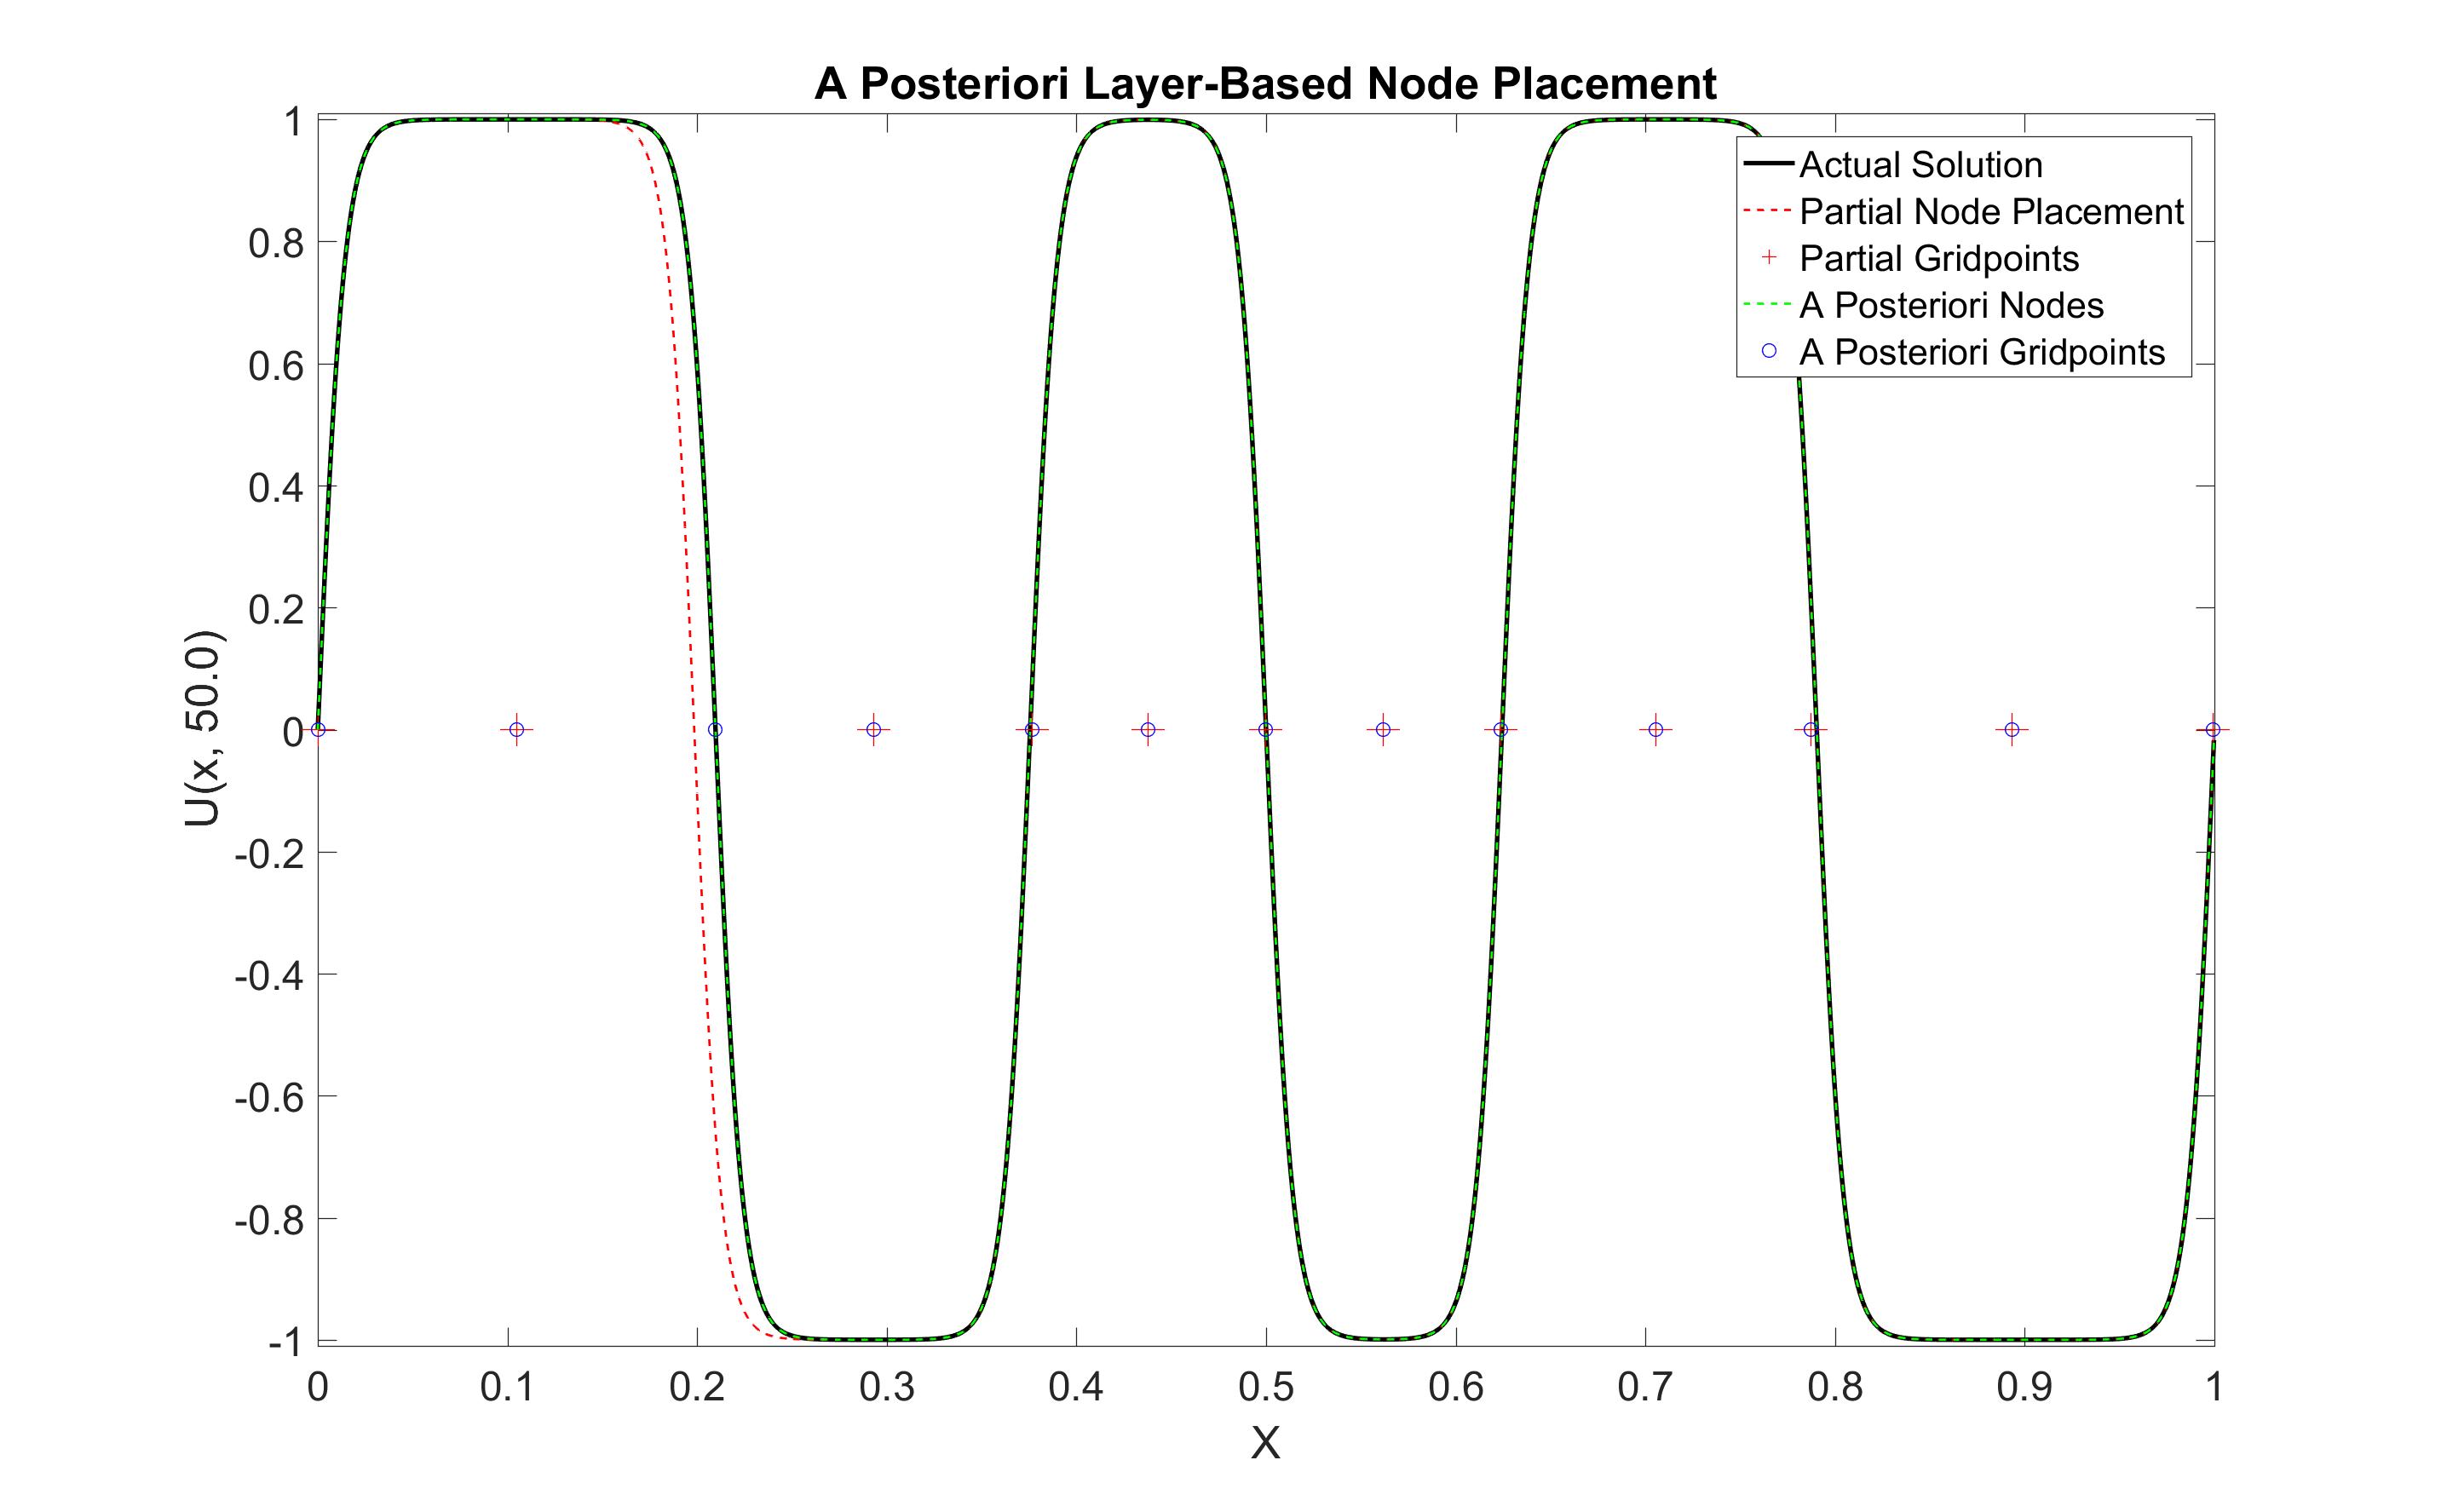 A Posteriori Layer-Based Node Placement
1
0.8
0.6
0.4
0.2
0
-0.2
-0.4
-0.6
-0.8
-1
U(x, 50.0)
Actual Solution
Partial Node Placement
Partial Gridpoints
A Posteriori Nodes
A Posteriori Gridpoints
0 0.1 0.2 0.3 0.4 0.5 0.6 0.7 0.8 0.9 1
X